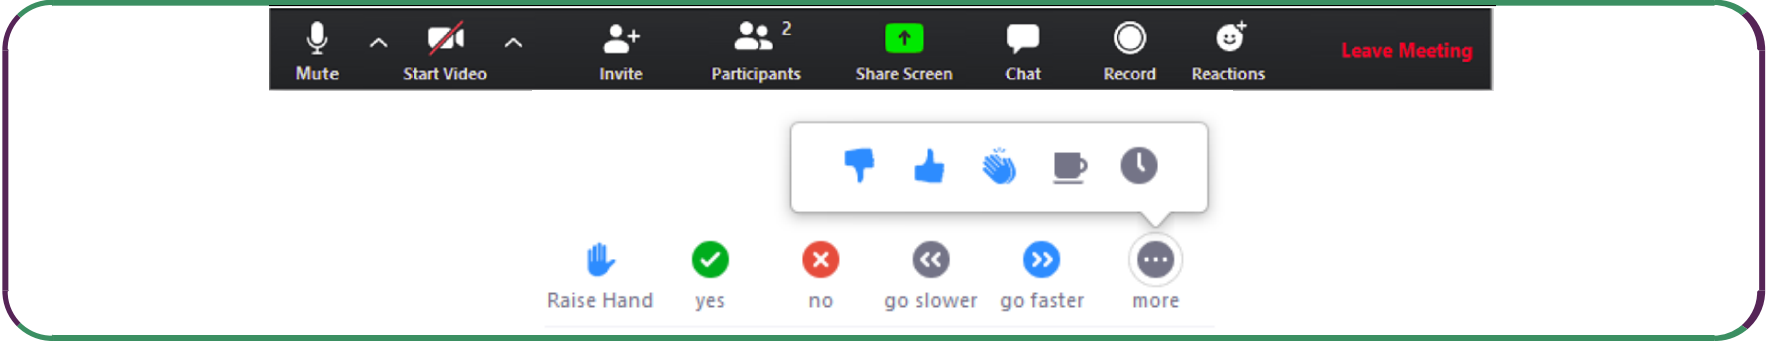 2
Mute Start Video Invite Participants Share Screen Chat Record Reactions Leave Meeting
Raise Hand yes no go slower go faster more